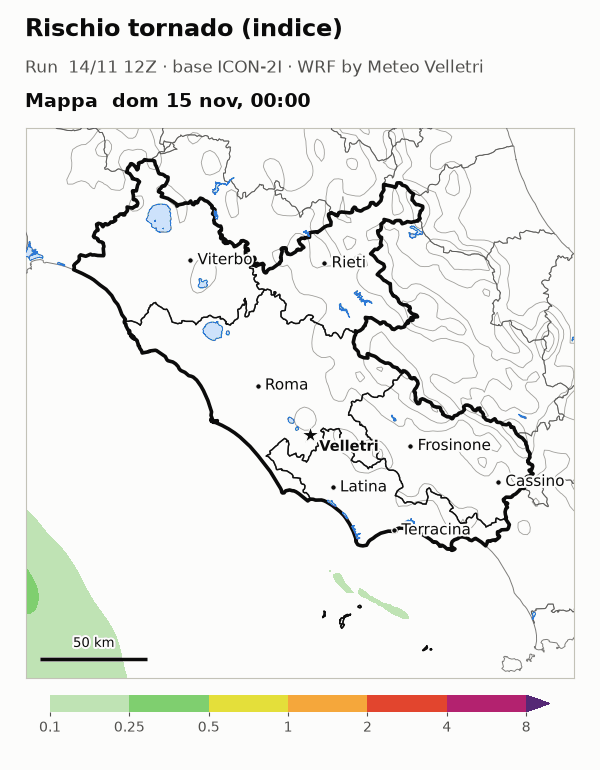 Rischio tornado (indice)
Run 14/11 12Z · base ICON-2I · WRF by Meteo Velletri
Mappa dom 15 nov, 00:00
Viterbo
Rieti
Roma
Velletri
Frosinone
Cassino
Latina
Terracina
50 km
0.1 0.25 0.5 1 2 4 8